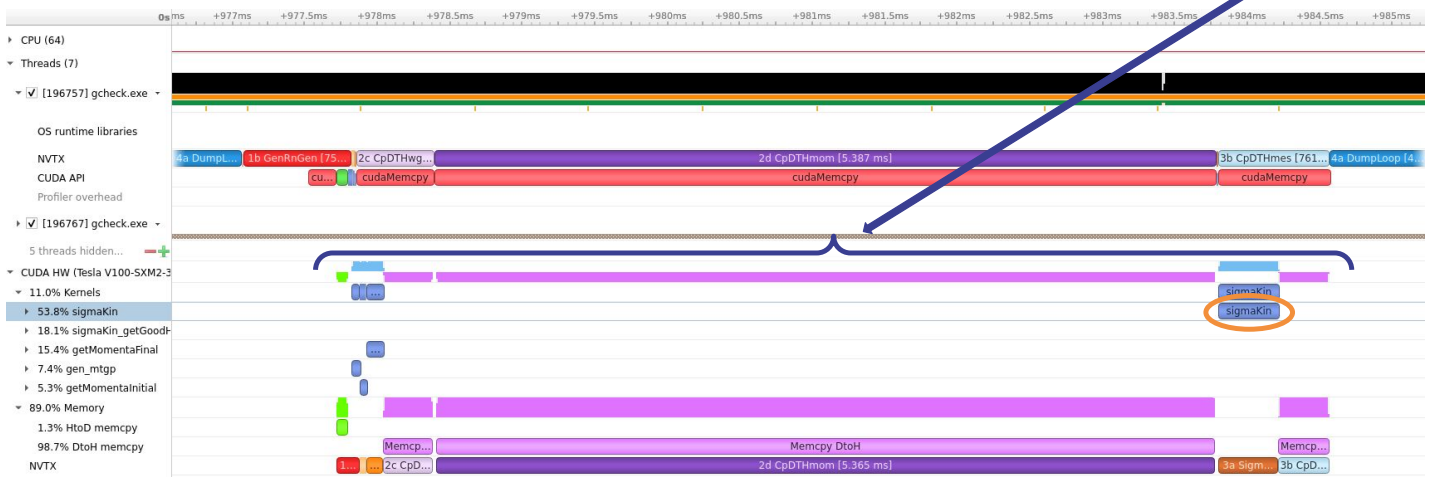 0s ms +977ms +977.5ms +978ms +978.5ms +979ms +979.5ms +980ms +980.5ms +981ms +981.5ms +982ms +982.5ms +983ms +983.5ms +984ms +984.5ms +985ms
CPU (64)
Threads (7)
[196757] gcheck.exe
OS runtime libraries
NVTX 4a DumpL... 1b GenRnGen [75... 2c CpDTHwg... 2d CpDTHmom [5.387 ms] 3b CpDTHmes [761... 4a DumpLoop [4...
CUDA API cu... cudaMemcpy cudaMemcpy cudaMemcpy
Profiler overhead
[196767] gcheck.exe
5 threads hidden...
CUDA HW (Tesla V100-SXM2-3
11.0% Kernels ... sigmaKin
53.8% sigmaKin sigmaKin
18.1% sigmaKin_getGoodH
15.4% getMomentaFinal ...
7.4% gen_mtgp
5.3% getMomentaInitial
89.0% Memory
1.3% HtoD memcpy
98.7% DtoH memcpy Memcp... Memcpy DtoH Memcp...
NVTX 1... ... 2c CpD... 2d CpDTHmom [5.365 ms] 3a Sigm... 3b CpD...